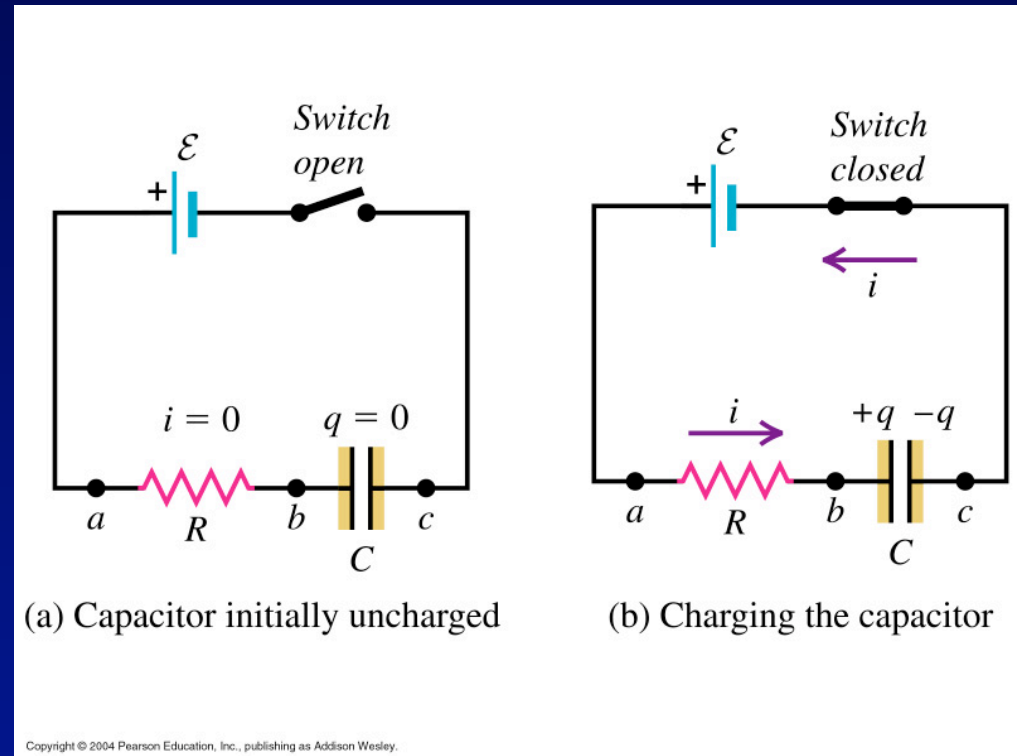 Switch
open
ℰ
+
i = 0
q = 0
a
R
b
c
C
(a) Capacitor initially uncharged
Switch
closed
ℰ
+
i
i
+q −q
a
R
b
c
C
(b) Charging the capacitor
Copyright © 2004 Pearson Education, Inc., publishing as Addison Wesley.